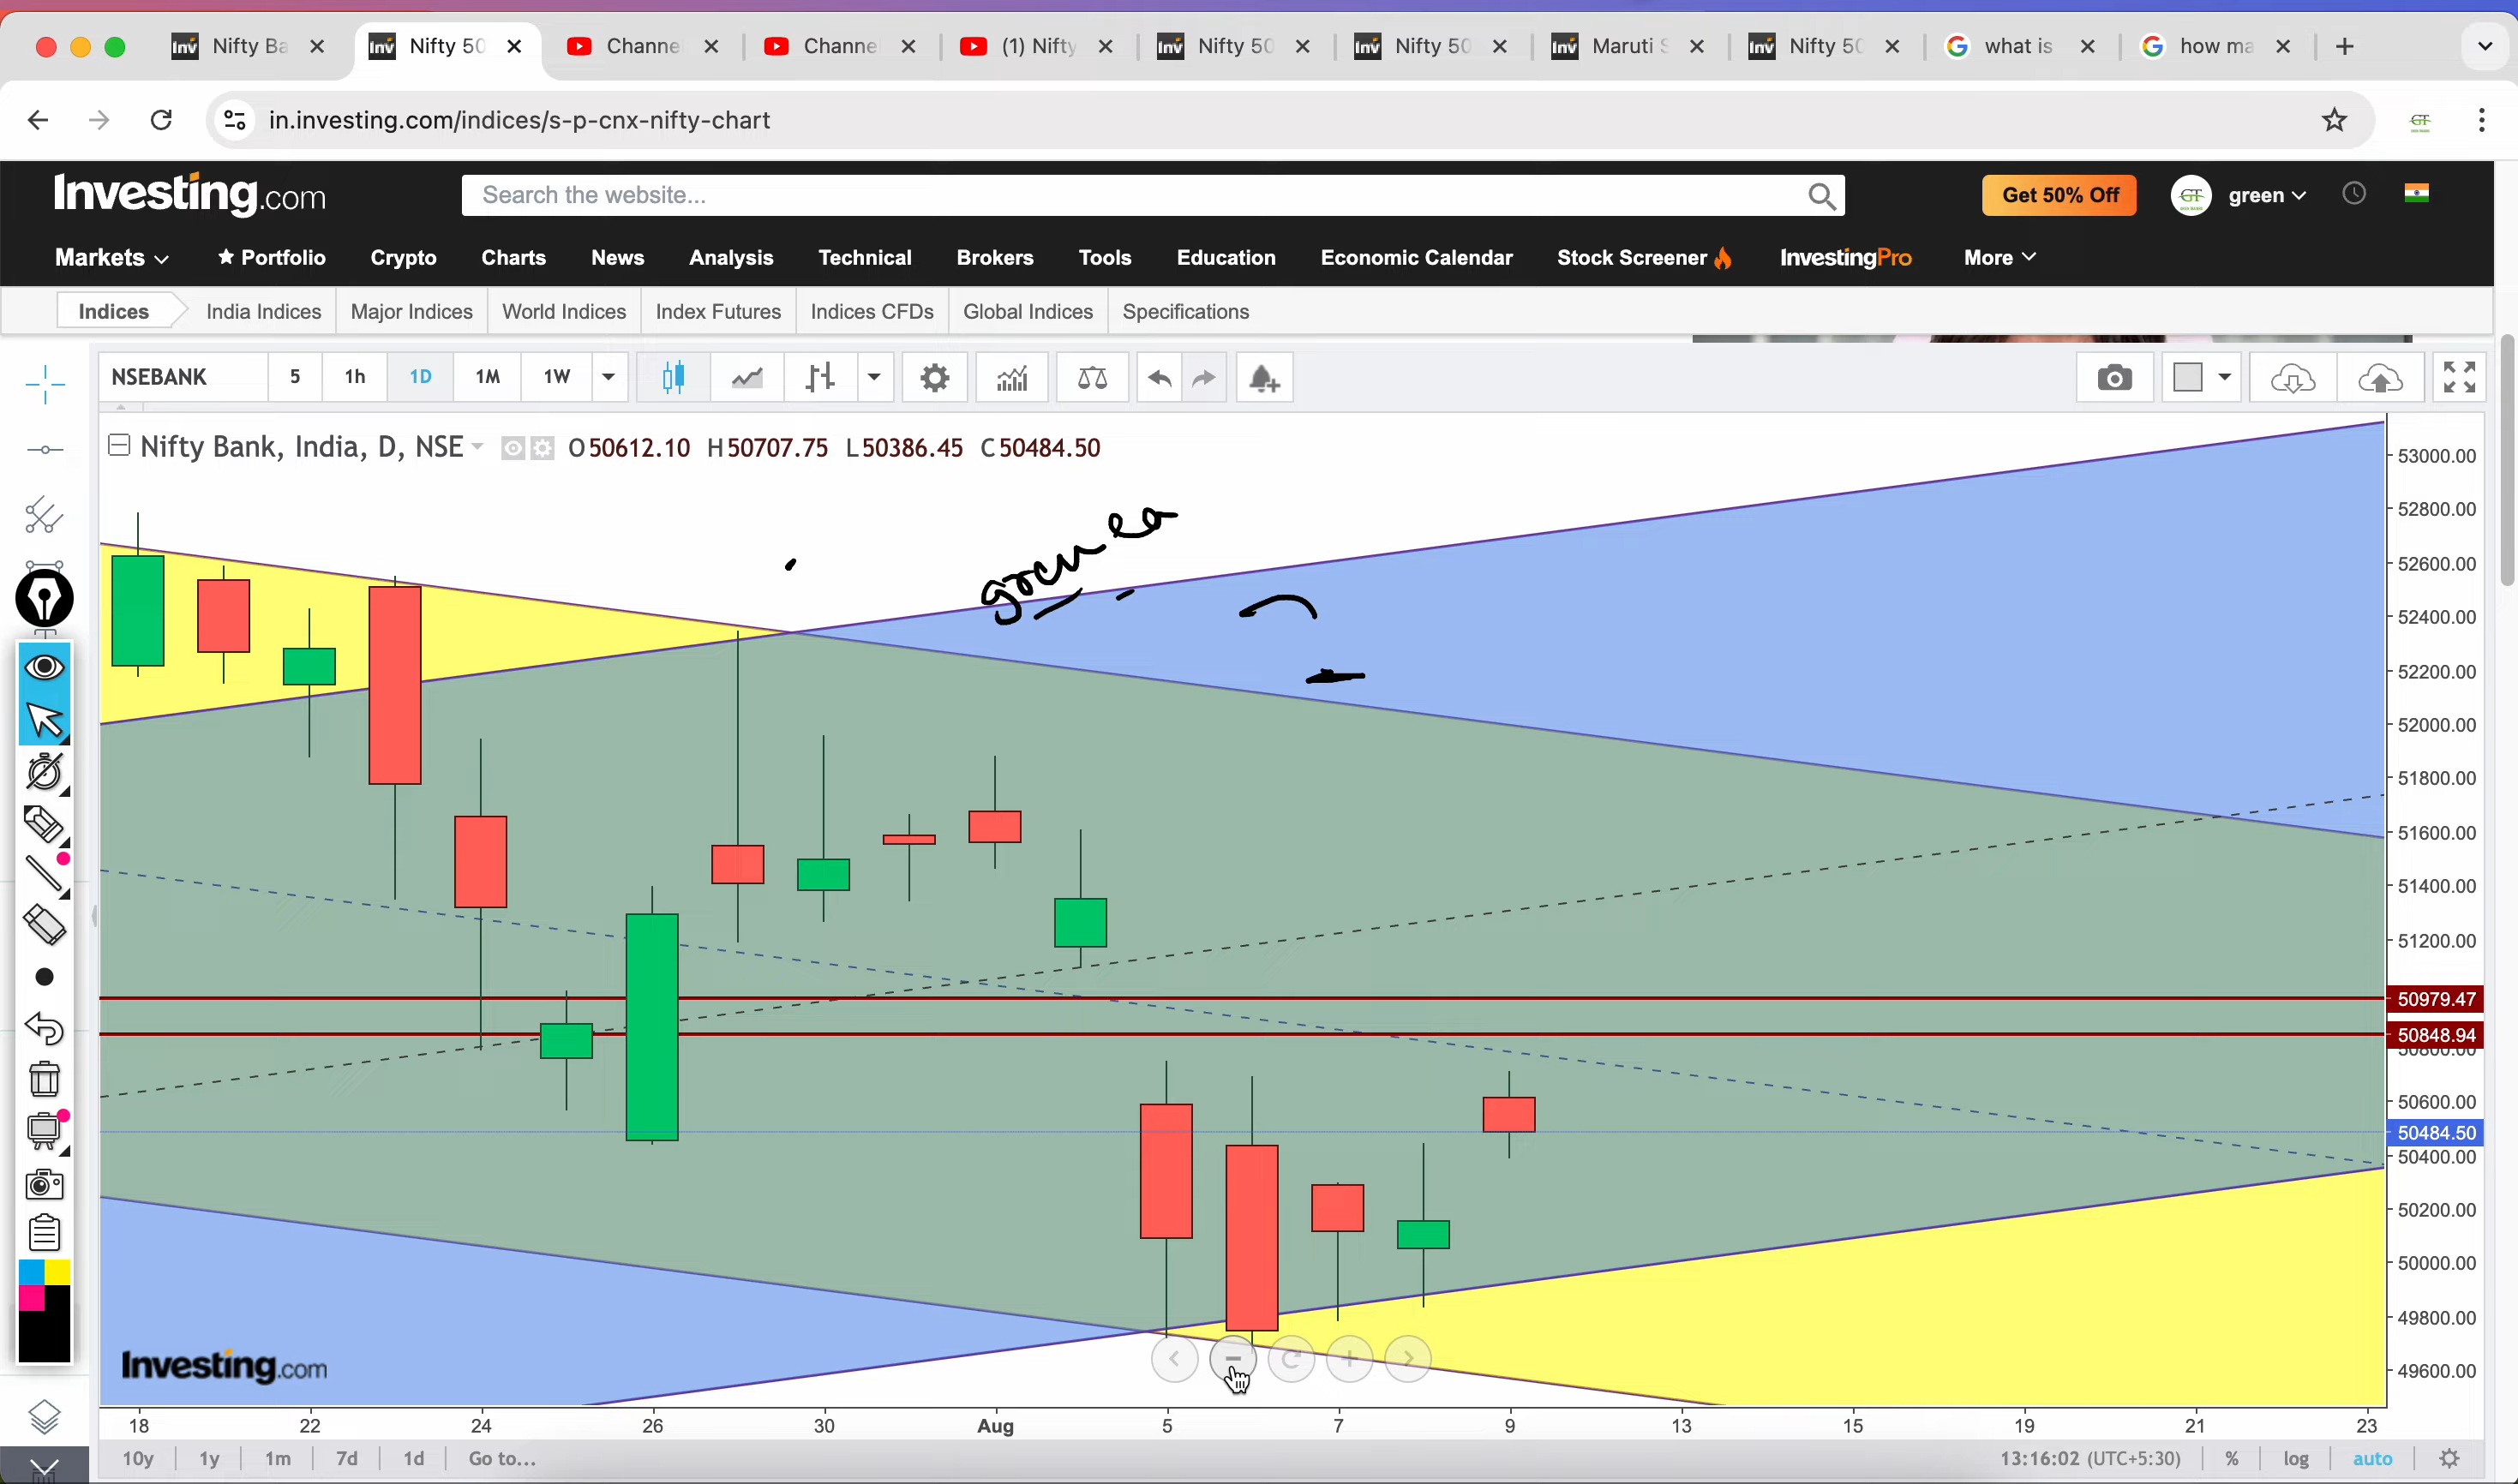 Nifty Ba
Nifty 50
Channe
Channe
(1) Nifty
Nifty 50
Nifty 50
Maruti S
Nifty 50
what is
how ma
in.investing.com/indices/s-p-cnx-nifty-chart
Investing.com
Search the website...
Get 50% Off
green
Markets
Portfolio
Crypto
Charts
News
Analysis
Technical
Brokers
Tools
Education
Economic Calendar
Stock Screener
InvestingPro
More
Indices
India Indices
Major Indices
World Indices
Index Futures
Indices CFDs
Global Indices
Specifications
NSEBANK
5
1h
1D
1M
1W
Nifty Bank, India, D, NSE
O50612.10 H50707.75 L50386.45 C50484.50
53000.00
52800.00
52600.00
52400.00
52200.00
52000.00
51800.00
51600.00
51400.00
51200.00
50979.47
50848.94
50800.00
50600.00
50484.50
50400.00
50200.00
50000.00
49800.00
49600.00
Investing.com
18
22
24
26
30
Aug
5
7
9
13
15
19
21
23
10y
1y
1m
7d
1d
Go to...
13:16:02 (UTC+5:30)
%
log
auto